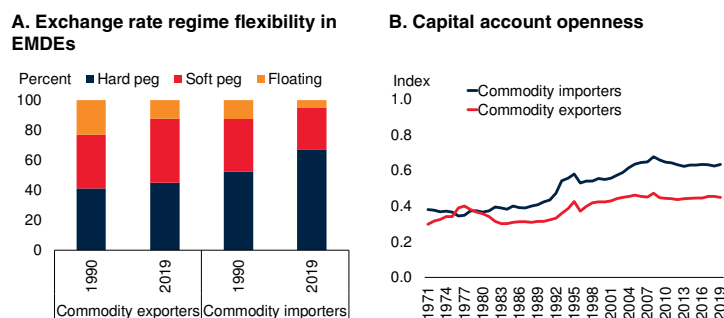 A. Exchange rate regime flexibility in
EMDEs
Percent Hard peg Soft peg Floating
100
80
60
40
20
0
1990 2019 1990 2019
Commodity exporters Commodity importers
B. Capital account openness
Index
Commodity importers
Commodity exporters
1.0
0.8
0.6
0.4
0.2
0.0
1971 1974 1977 1980 1983 1986 1989 1992 1995 1998 2001 2004 2007 2010 2013 2016 2019